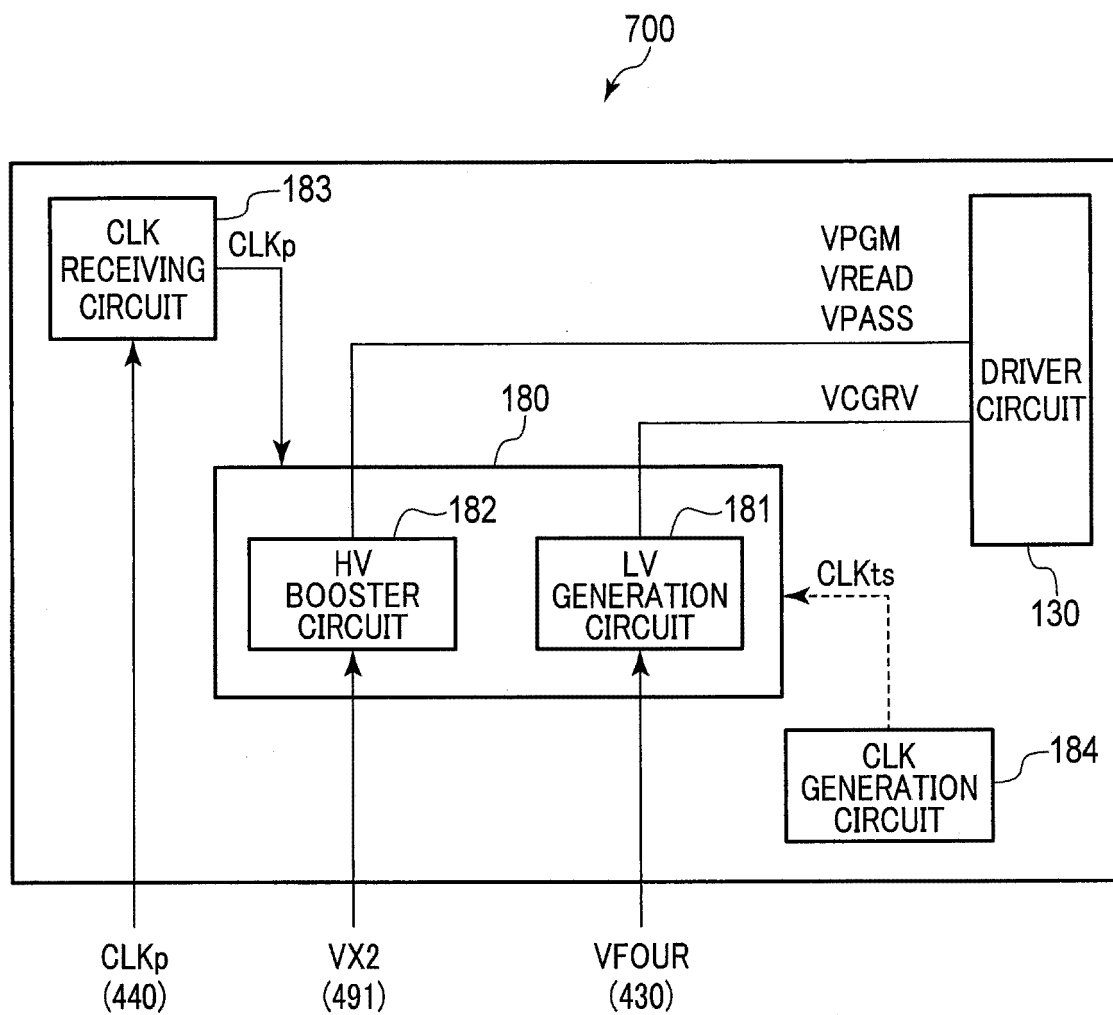 700
183
CLK
RECEIVING
CIRCUIT
CLKp
VPGM
VREAD
VPASS
VCGRV
DRIVER
CIRCUIT
130
180
182
HV
BOOSTER
CIRCUIT
181
LV
GENERATION
CIRCUIT
CLKts
CLK
GENERATION
CIRCUIT
184
CLKp
(440)
VX2
(491)
VFOUR
(430)